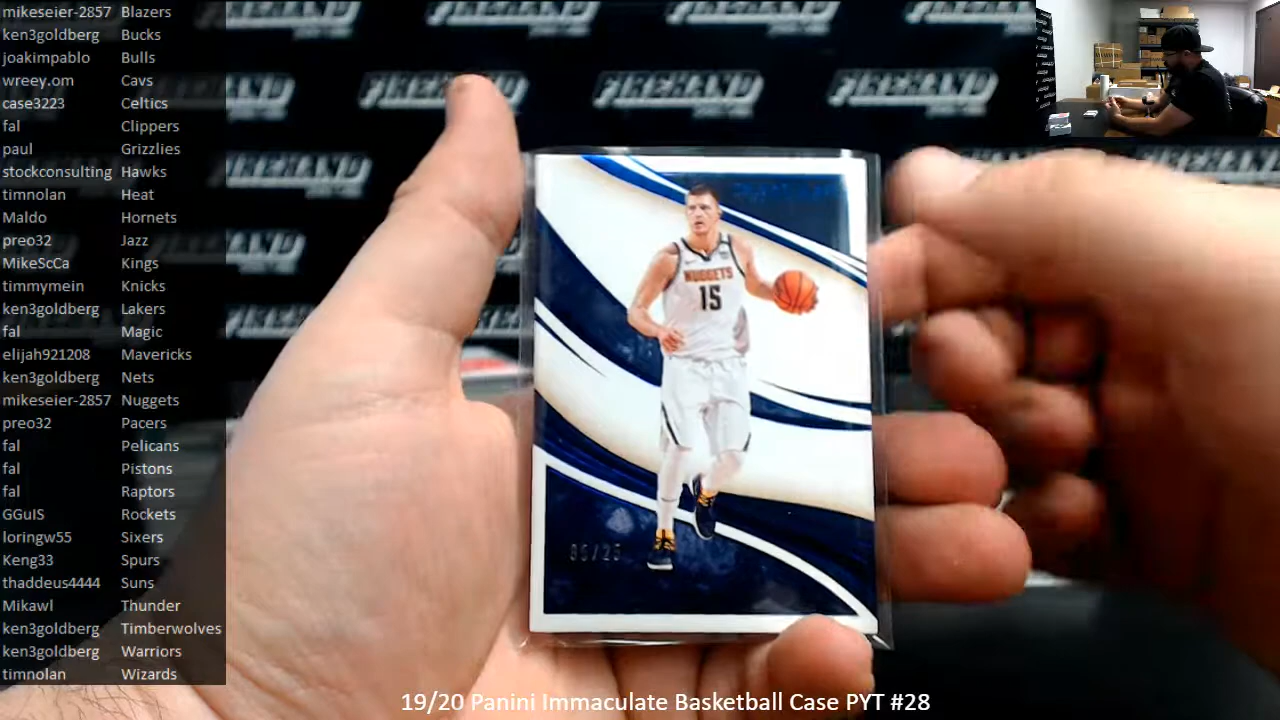 mikeseier-2857 Blazers
ken3goldberg Bucks
joakimpablo Bulls
wreey.om Cavs
case3223 Celtics
fal Clippers
paul Grizzlies
stockconsulting Hawks
timnolan Heat
Maldo Hornets
preo32 Jazz
MikeScCa Kings
timmymein Knicks
ken3goldberg Lakers
fal Magic
elijah921208 Mavericks
ken3goldberg Nets
mikeseier-2857 Nuggets
preo32 Pacers
fal Pelicans
fal Pistons
fal Raptors
GGuIS Rockets
loringw55 Sixers
Keng33 Spurs
thaddeus4444 Suns
Mikawl Thunder
ken3goldberg Timberwolves
ken3goldberg Warriors
timnolan Wizards
FIREHAND
FIREHAND
FIREHAND
NUGGETS
15
19/20 Panini Immaculate Basketball Case PYT #28